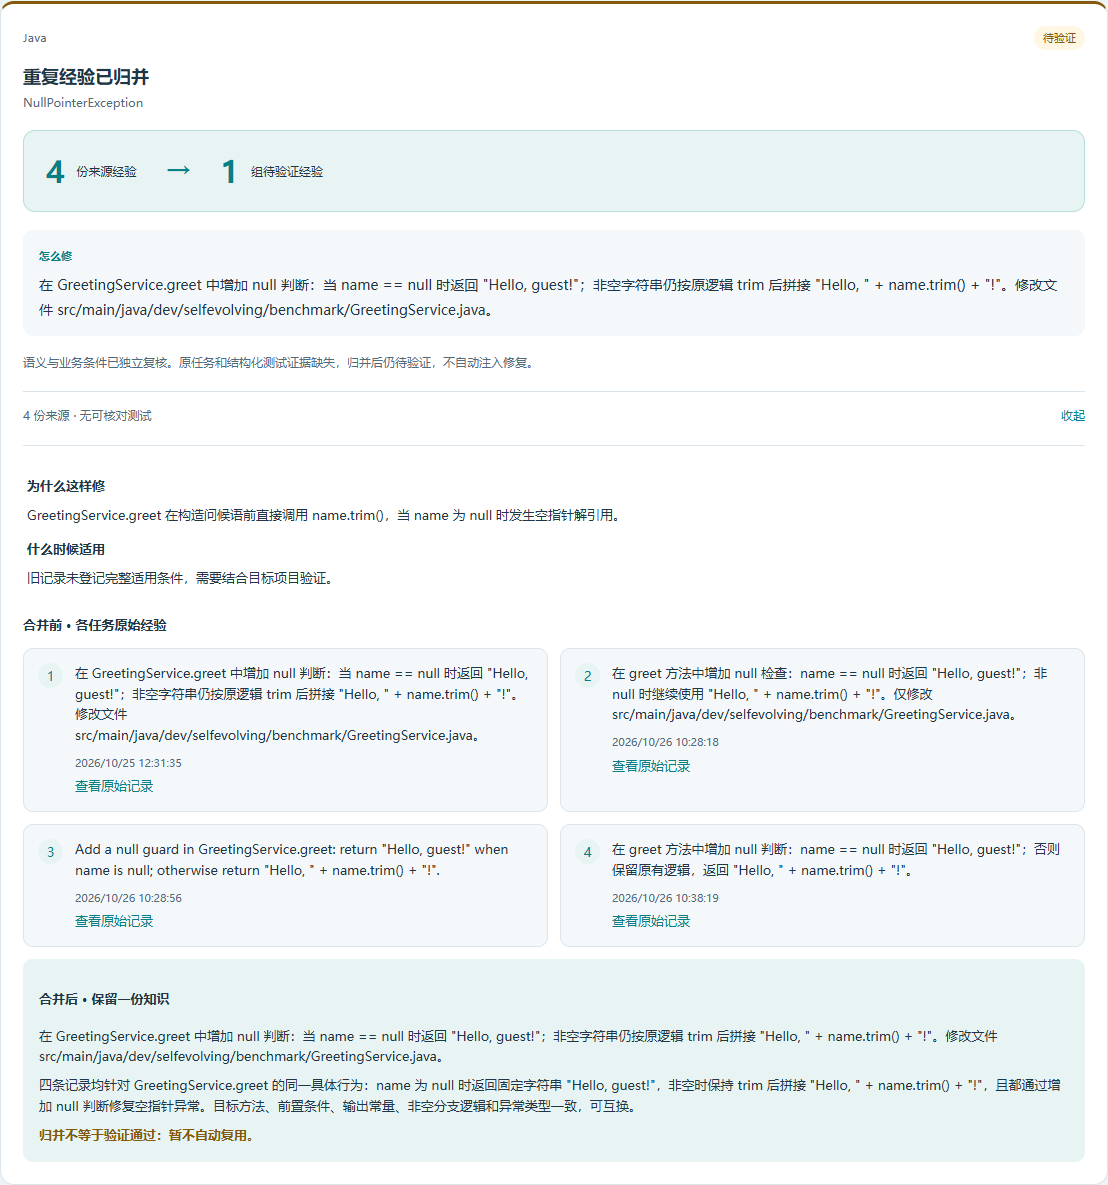 Java
待验证
重复经验已归并
NullPointerException
4 份来源经验 → 1 组待验证经验
怎么修
在 GreetingService.greet 中增加 null 判断：当 name == null 时返回 "Hello, guest!"；非空字符串仍按原逻辑 trim 后拼接 "Hello, " + name.trim() + "!"。修改文
件 src/main/java/dev/selfevolving/benchmark/GreetingService.java。
语义与业务条件已独立复核。原任务和结构化测试证据缺失，归并后仍待验证，不自动注入修复。
4 份来源 · 无可核对测试
收起
为什么这样修
GreetingService.greet 在构造问候语前直接调用 name.trim()，当 name 为 null 时发生空指针解引用。
什么时候适用
旧记录未登记完整适用条件，需要结合目标项目验证。
合并前 • 各任务原始经验
1
在 GreetingService.greet 中增加 null 判断：当 name == null 时返回 "Hello,
guest!"；非空字符串仍按原逻辑 trim 后拼接 "Hello, " + name.trim() + "!"。
修改文件
src/main/java/dev/selfevolving/benchmark/GreetingService.java。
2026/10/25 12:31:35
查看原始记录
2
在 greet 方法中增加 null 检查：name == null 时返回 "Hello, guest!"；非
null 时继续使用 "Hello, " + name.trim() + "!"。仅修改
src/main/java/dev/selfevolving/benchmark/GreetingService.java。
2026/10/26 10:28:18
查看原始记录
3
Add a null guard in GreetingService.greet: return "Hello, guest!" when
name is null; otherwise return "Hello, " + name.trim() + "!".
2026/10/26 10:28:56
查看原始记录
4
在 greet 方法中增加 null 判断：name == null 时返回 "Hello, guest!"；否则
保留原有逻辑，返回 "Hello, " + name.trim() + "!"。
2026/10/26 10:38:19
查看原始记录
合并后 • 保留一份知识
在 GreetingService.greet 中增加 null 判断：当 name == null 时返回 "Hello, guest!"；非空字符串仍按原逻辑 trim 后拼接 "Hello, " + name.trim() + "!"。修改文件
src/main/java/dev/selfevolving/benchmark/GreetingService.java。
四条记录均针对 GreetingService.greet 的同一具体行为：name 为 null 时返回固定字符串 "Hello, guest!"，非空时保持 trim 后拼接 "Hello, " + name.trim() + "!"，且都通过增
加 null 判断修复空指针异常。目标方法、前置条件、输出常量、非空分支逻辑和异常类型一致，可互换。
归并不等于验证通过：暂不自动复用。